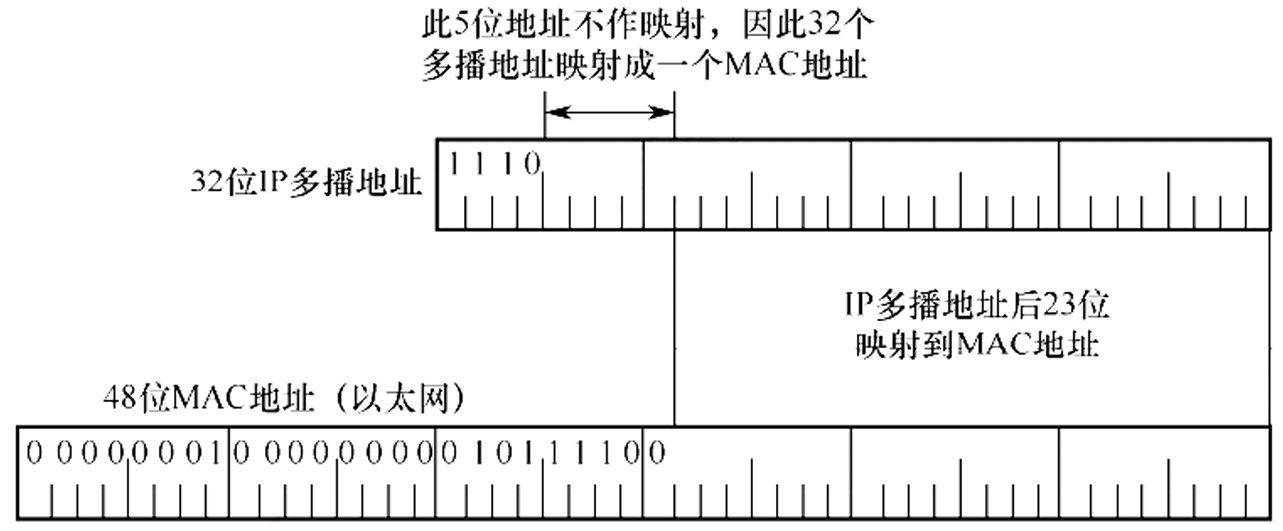 此5位地址不作映射，因此32个
多播地址映射成一个MAC地址
1 1 1 0
32位IP多播地址
IP多播地址后23位
映射到MAC地址
48位MAC地址（以太网）
0 0 0 0 0 0 0 1 0 0 0 0 0 0 0 0 0 1 0 1 1 1 1 0 0